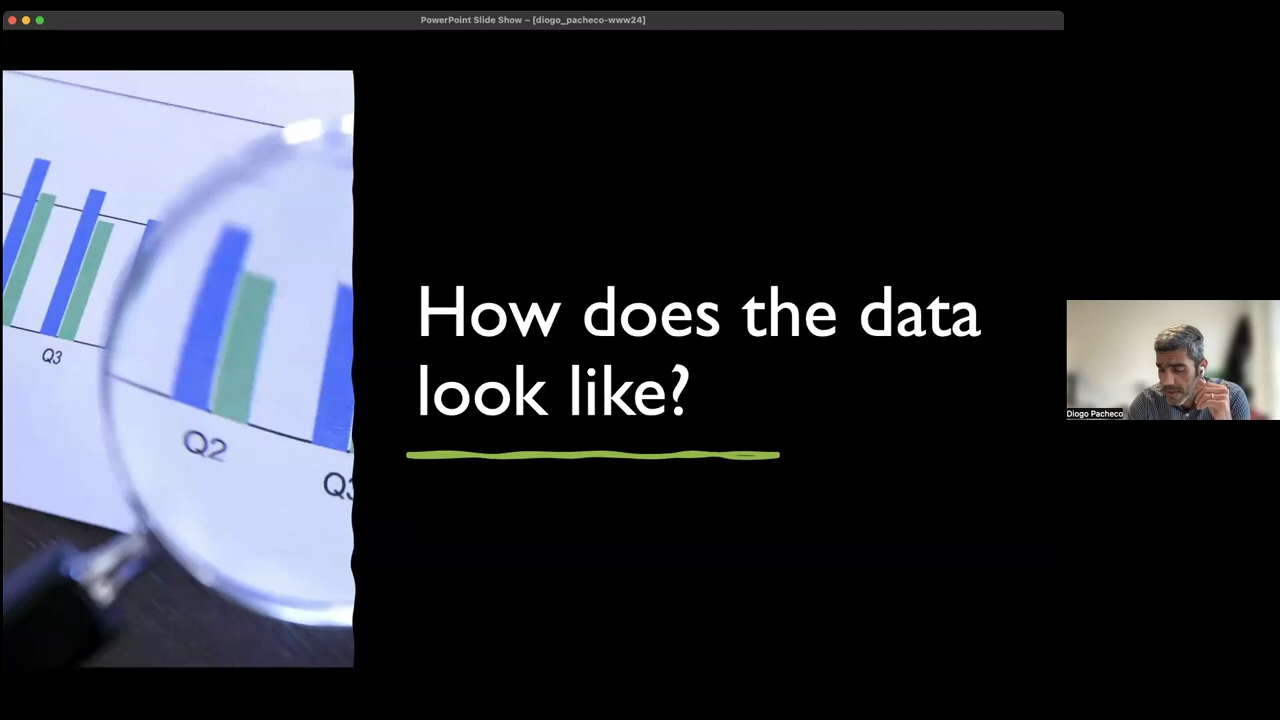 PowerPoint Slide Show – [diogo_pacheco-www24]
How does the data
look like?
Q3
Q2
Diogo Pacheco